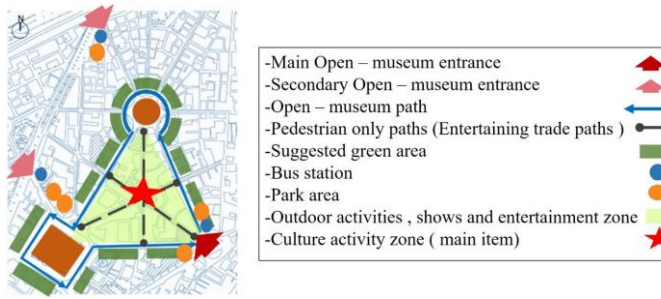 N
-Main Open – museum entrance
-Secondary Open – museum entrance
-Open – museum path
-Pedestrian only paths (Entertaining trade paths )
-Suggested green area
-Bus station
-Park area
-Outdoor activities , shows and entertainment zone
-Culture activity zone ( main item)